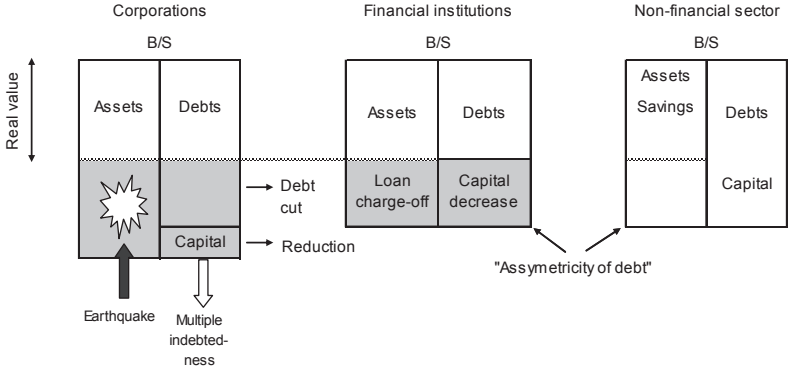 Corporations
Financial institutions
Non-financial sector
B/S
B/S
B/S
Real value
Assets
Debts
Assets
Debts
Assets
Savings
Debts
Debt
cut
Loan
charge-off
Capital
decrease
Capital
Capital
Reduction
"Assymetricity of debt"
Earthquake
Multiple
indebted-
ness